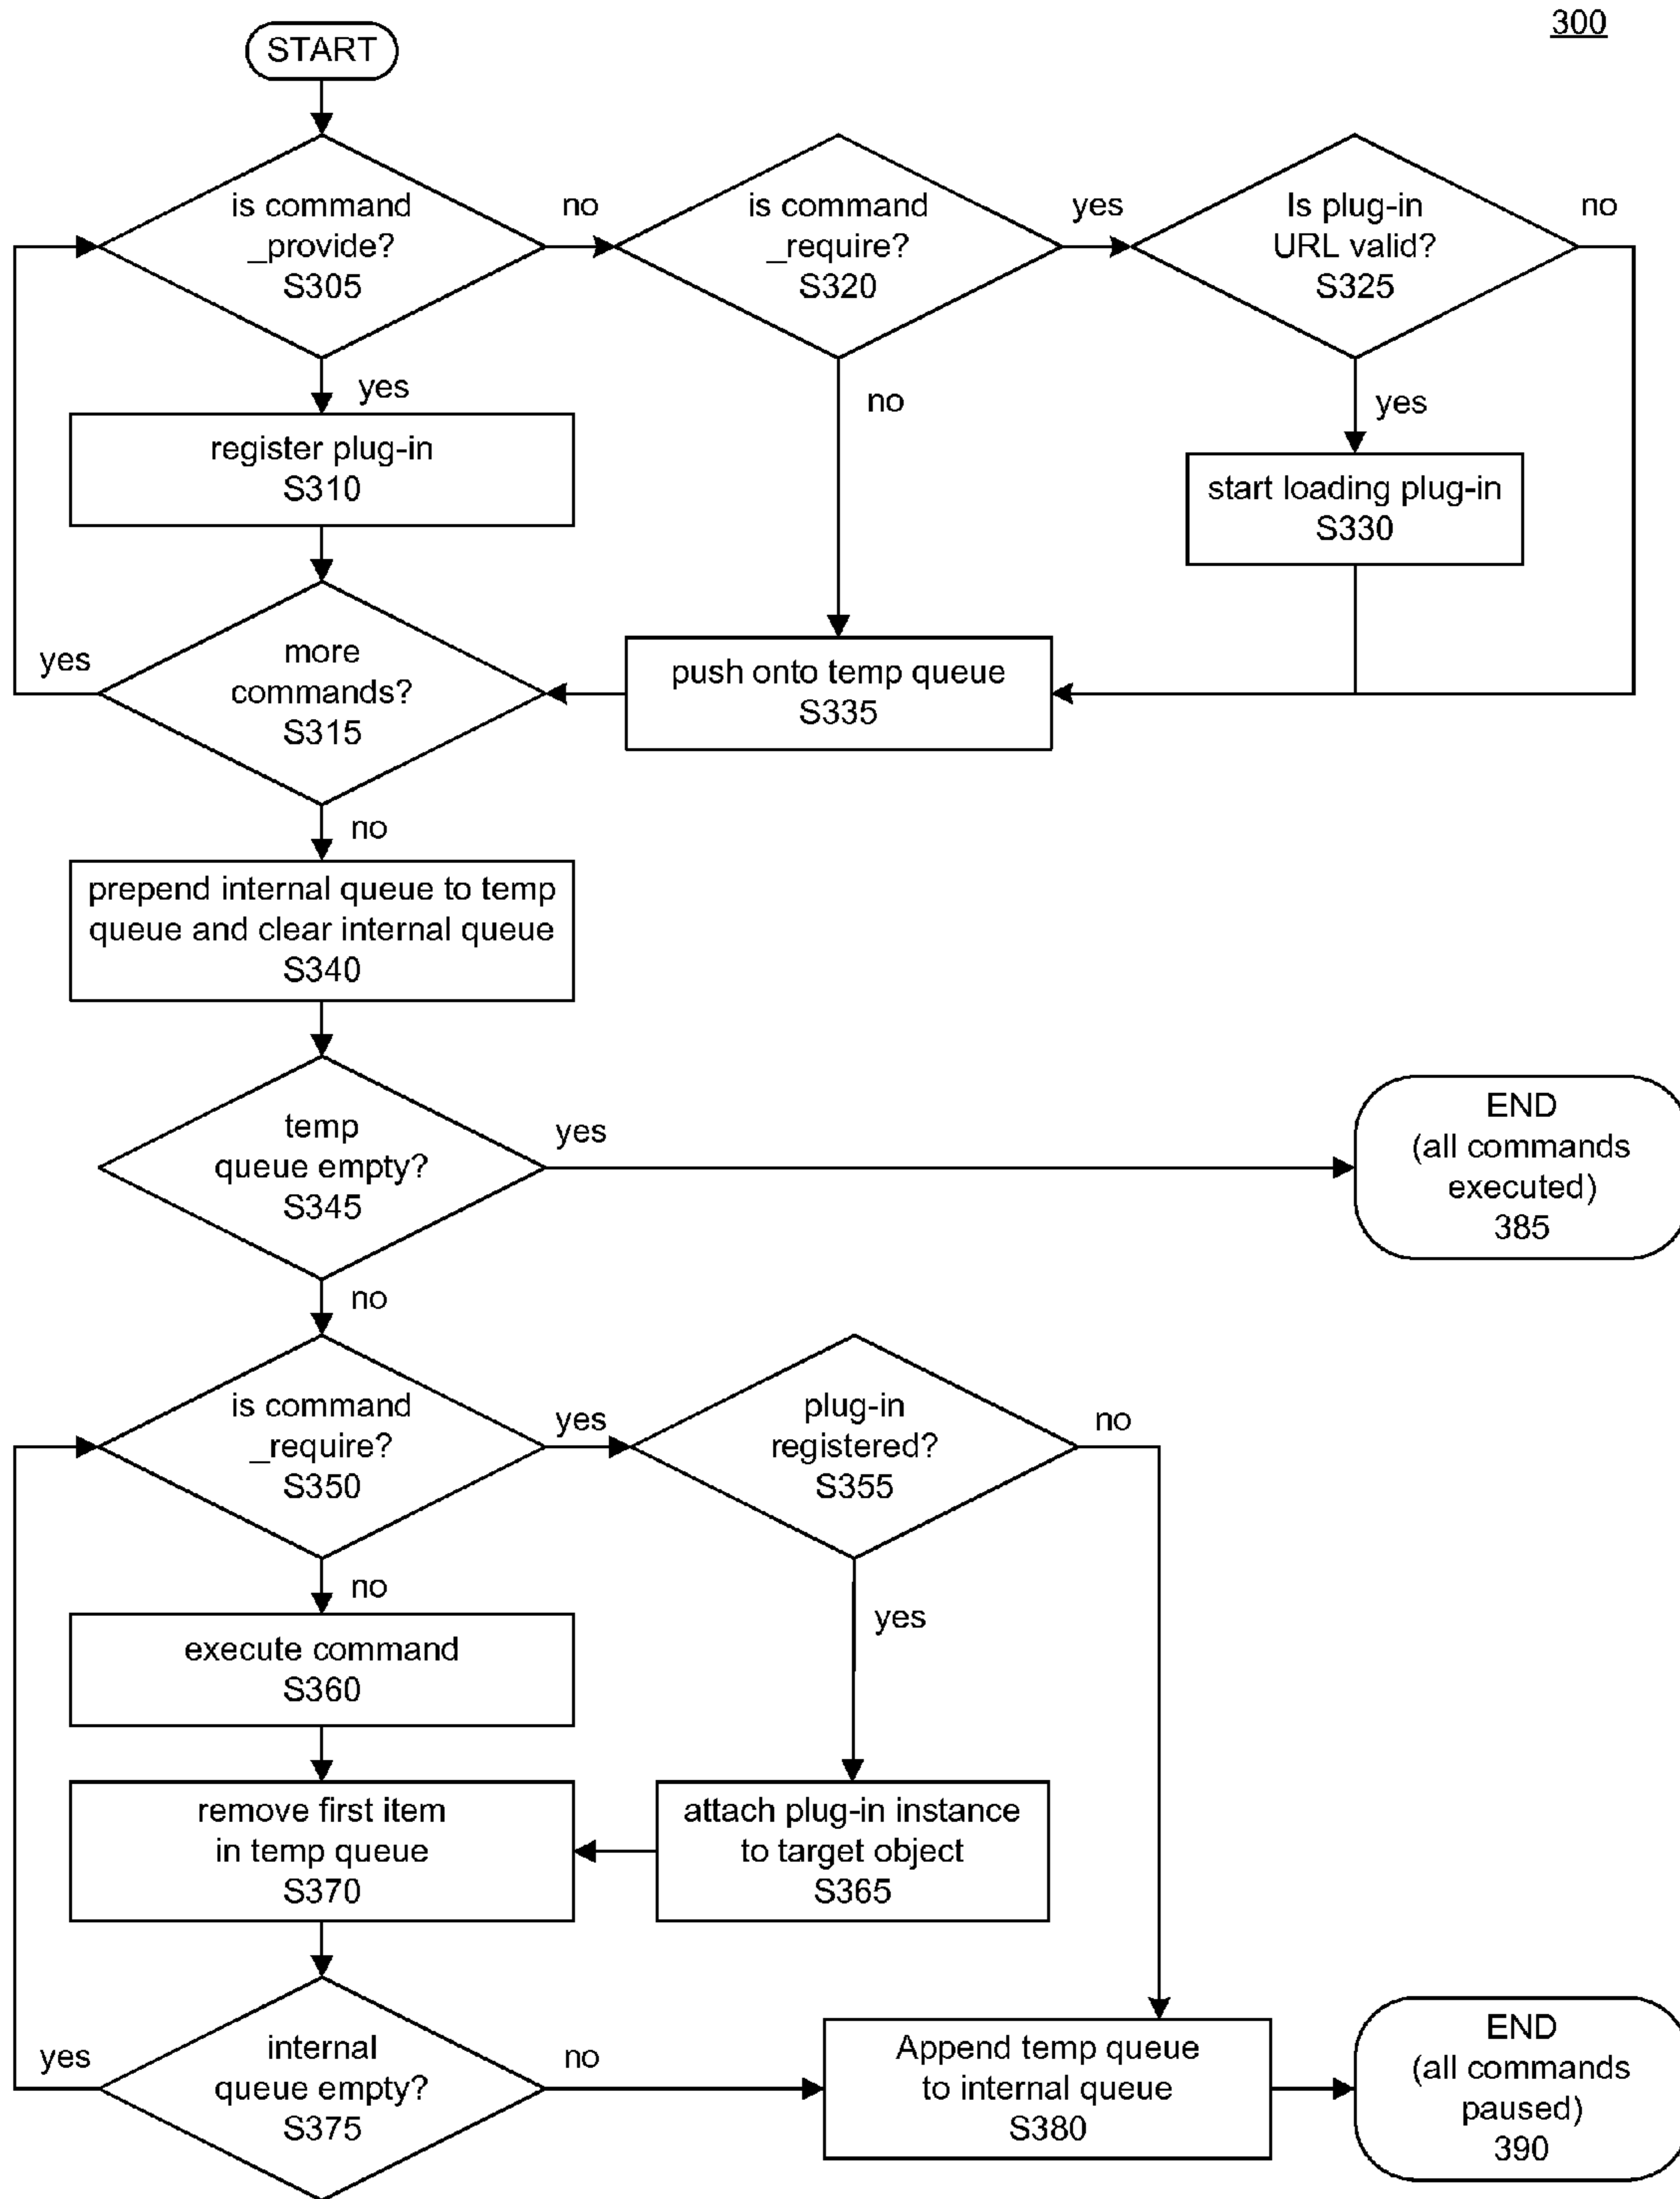 300
START
is command
_provide?
S305
no
is command
_require?
S320
yes
Is plug-in
URL valid?
S325
no
yes
register plug-in
S310
no
yes
start loading plug-in
S330
yes
more
commands?
S315
push onto temp queue
S335
no
prepend internal queue to temp
queue and clear internal queue
S340
temp
queue empty?
S345
yes
END
(all commands
executed)
385
no
is command
_require?
S350
yes
plug-in
registered?
S355
no
no
execute command
S360
yes
remove first item
in temp queue
S370
attach plug-in instance
to target object
S365
yes
internal
queue empty?
S375
no
Append temp queue
to internal queue
S380
END
(all commands
paused)
390